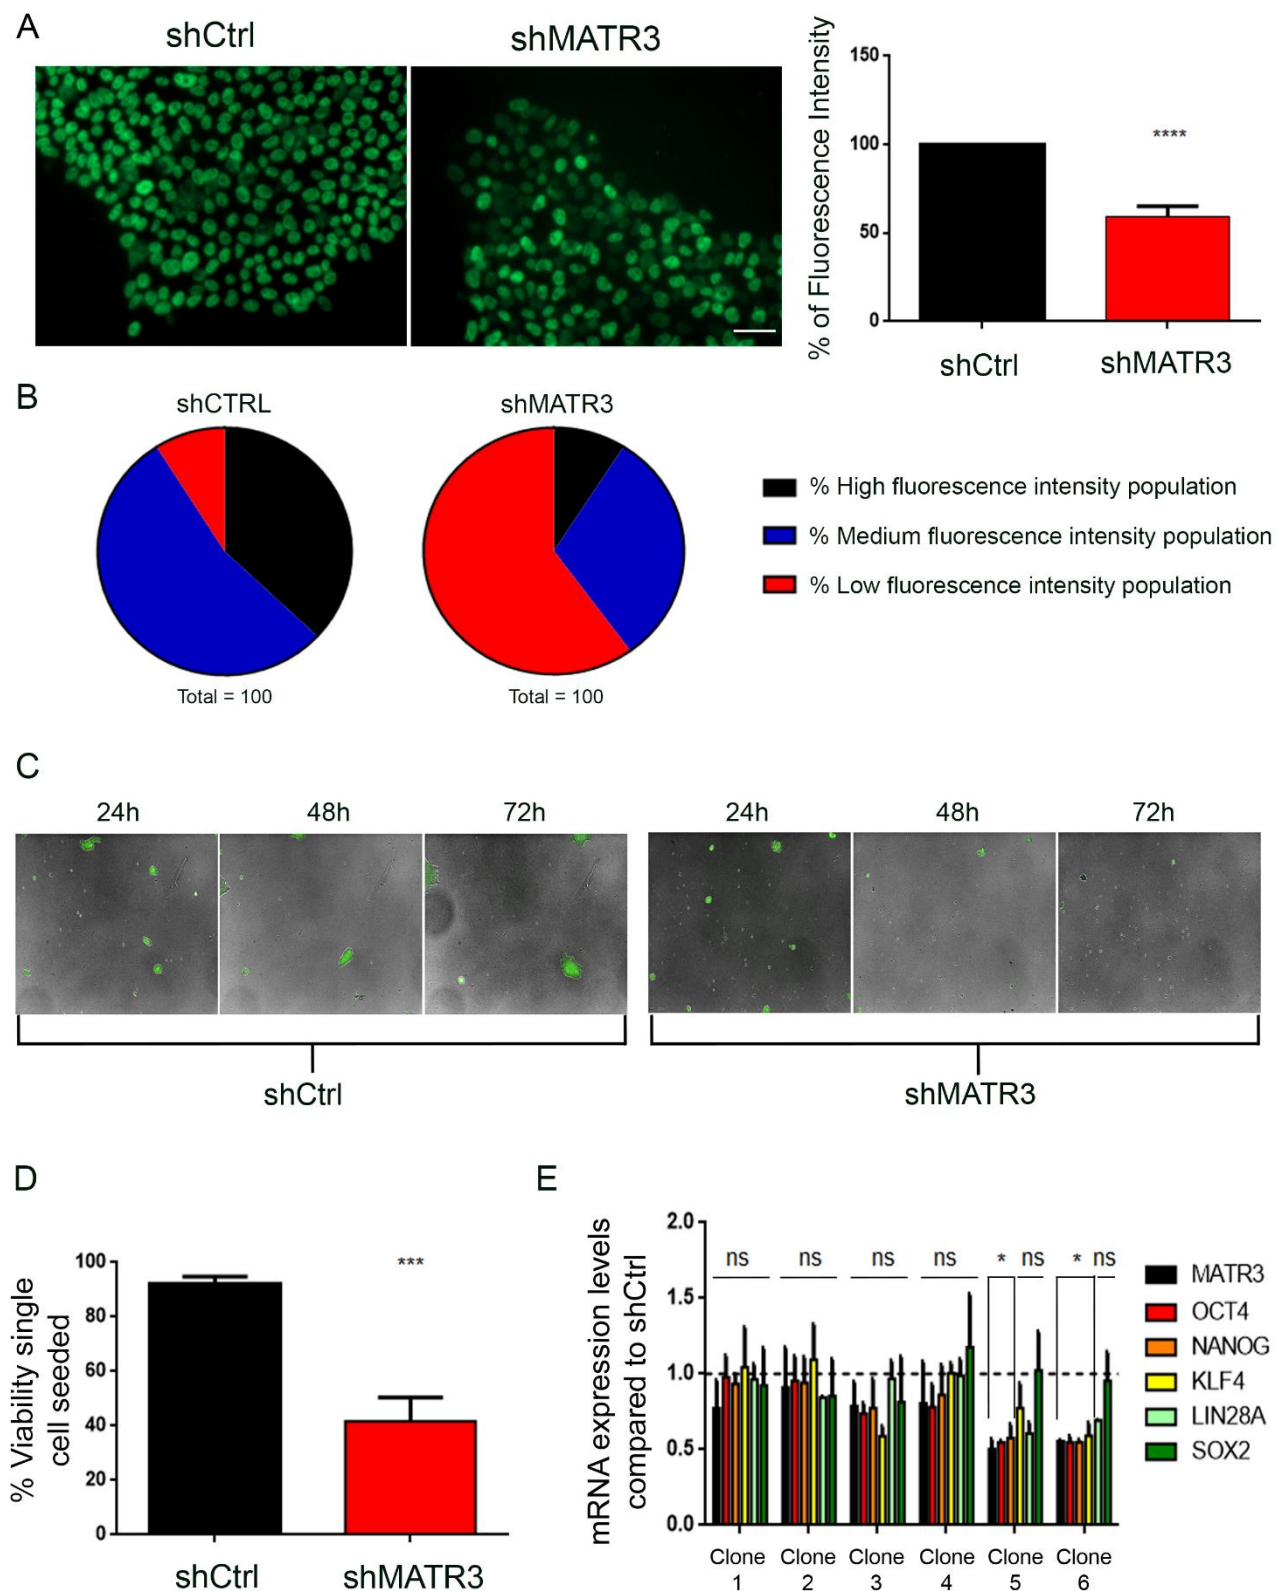 A
shCtrl
shMATR3
% of Fluorescence Intensity
150
100
50
0
****
shCtrl
shMATR3
B
shCTRL
shMATR3
Total = 100
Total = 100
% High fluorescence intensity population
% Medium fluorescence intensity population
% Low fluorescence intensity population
C
24h
48h
72h
24h
48h
72h
shCtrl
shMATR3
D
% Viability single
cell seeded
100
80
60
40
20
0
***
shCtrl
shMATR3
E
mRNA expression levels
compared to shCtrl
2.0
1.5
1.0
0.5
0.0
ns
ns
ns
ns
*
ns
*
ns
Clone
1
Clone
2
Clone
3
Clone
4
Clone
5
Clone
6
MATR3
OCT4
NANOG
KLF4
LIN28A
SOX2